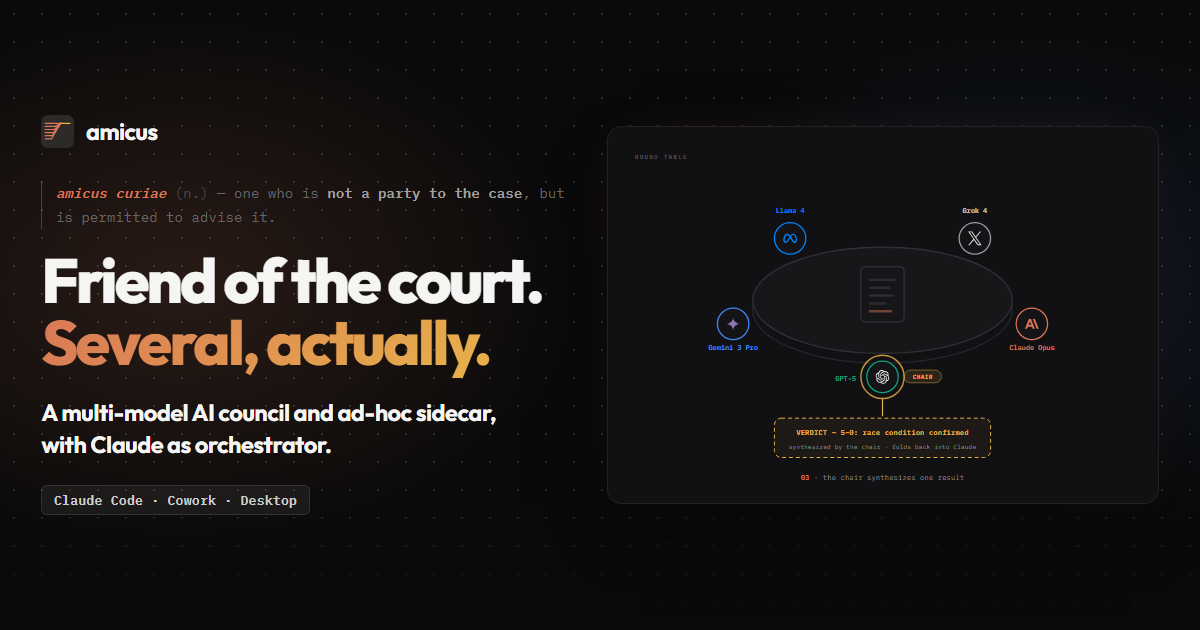 amicus
amicus curiae (n.) — one who is not a party to the case, but
is permitted to advise it.
Friend of the court.
Several, actually.
A multi-model AI council and ad-hoc sidecar,
with Claude as orchestrator.
Claude Code · Cowork · Desktop
ROUND TABLE
Llama 4
Grok 4
Gemini 3 Pro
Claude Opus
GPT-5
CHAIR
VERDICT — 5–0: race condition confirmed
synthesized by the chair · folds back into Claude
03 · the chair synthesizes one result